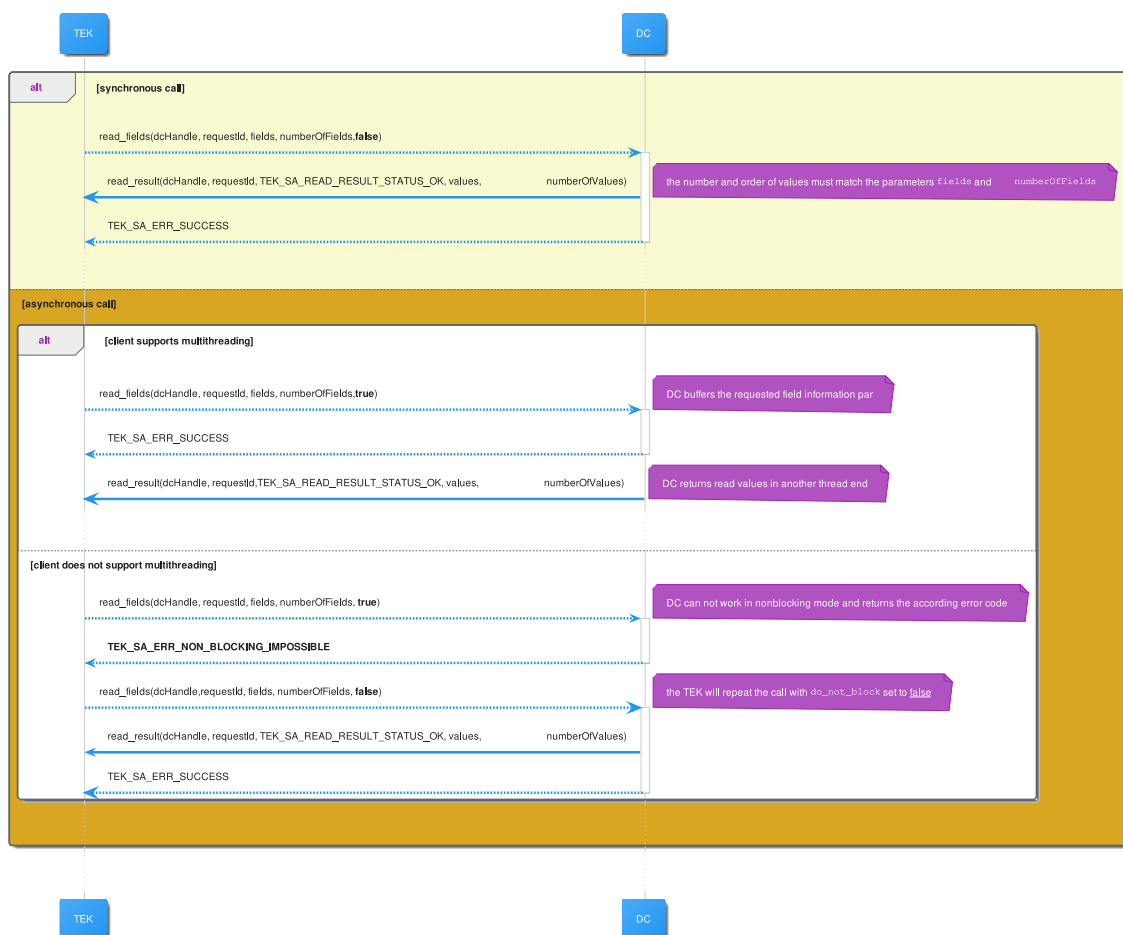 TEK
DC
alt
[synchronous call]
read_fields(dcHandle, requestId, fields, numberOfFields,false)
read_result(dcHandle, requestId, TEK_SA_READ_RESULT_STATUS_OK, values, numberOfValues)
the number and order of values must match the parameters fields and numberOfFields
TEK_SA_ERR_SUCCESS
[asynchronous call]
alt
[client supports multithreading]
read_fields(dcHandle, requestId, fields, numberOfFields,true)
DC buffers the requested field information par
TEK_SA_ERR_SUCCESS
read_result(dcHandle, requestId,TEK_SA_READ_RESULT_STATUS_OK, values, numberOfValues)
DC returns read values in another thread end
[client does not support multithreading]
read_fields(dcHandle, requestId, fields, numberOfFields, true)
DC can not work in nonblocking mode and returns the according error code
TEK_SA_ERR_NON_BLOCKING_IMPOSSIBLE
read_fields(dcHandle,requestId, fields, numberOfFields, false)
the TEK will repeat the call with do_not_block set to false
read_result(dcHandle, requestId, TEK_SA_READ_RESULT_STATUS_OK, values, numberOfValues)
TEK_SA_ERR_SUCCESS
TEK
DC